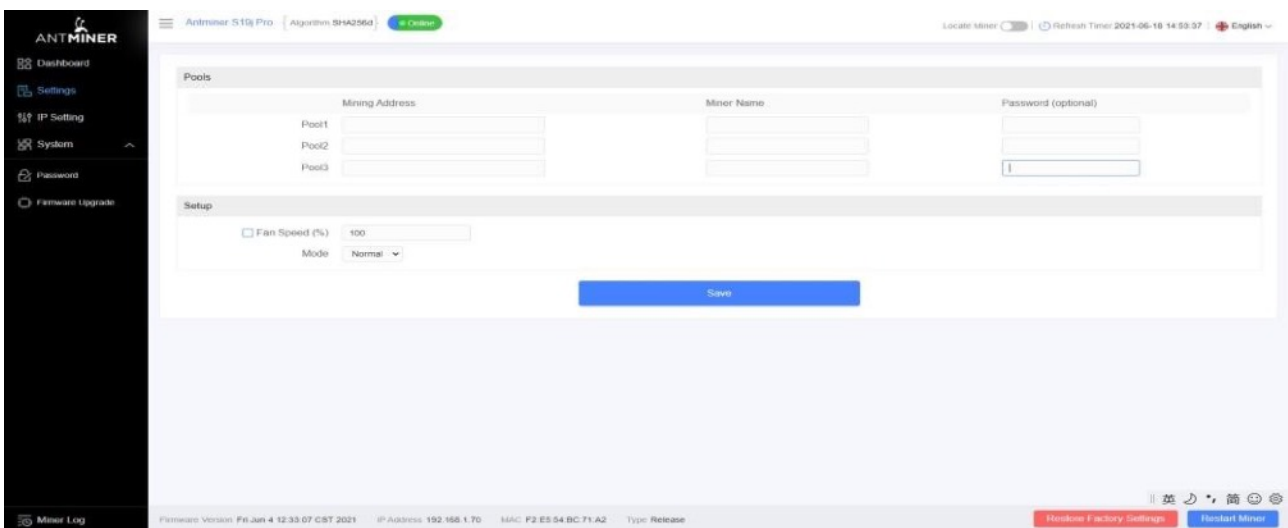 ANTMINER
Antminer S19j Pro
Algorithm SHA256d
Online
Locate Miner
Refresh Timer 2021-06-18 14:50:37
English
Dashboard
Settings
IP Setting
System
Password
Firmware Upgrade
Miner Log
Pools
Mining Address Miner Name Password (optional)
Pool1
Pool2
Pool3
Setup
Fan Speed (%) 100
Mode Normal
Save
英 简
Firmware Version Fri Jun 4 12:33:07 CST 2021 IP Address 192.168.1.70 MAC F2:E5:54:BC:71:A2 Type Release
Restore Factory Settings
Restart Miner